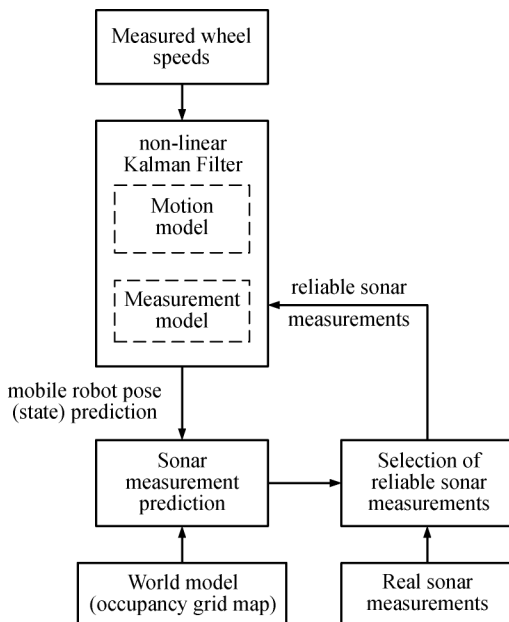 Measured wheel
speeds
non-linear
Kalman Filter
Motion
model
Measurement
model
reliable sonar
measurements
mobile robot pose
(state) prediction
Sonar
measurement
prediction
Selection of
reliable sonar
measurements
World model
(occupancy grid map)
Real sonar
measurements